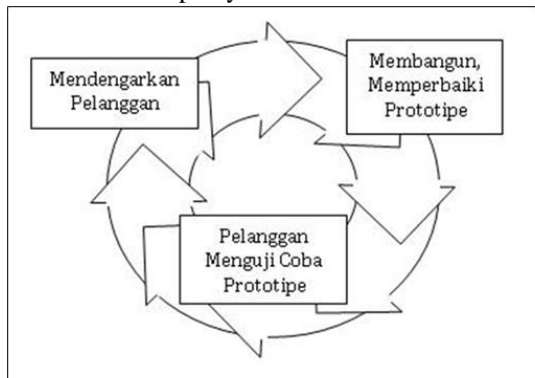 Mendengarkan
Pelanggan
Membangun,
Memperbaiki
Prototipe
Pelanggan
Menguji Coba
Prototipe